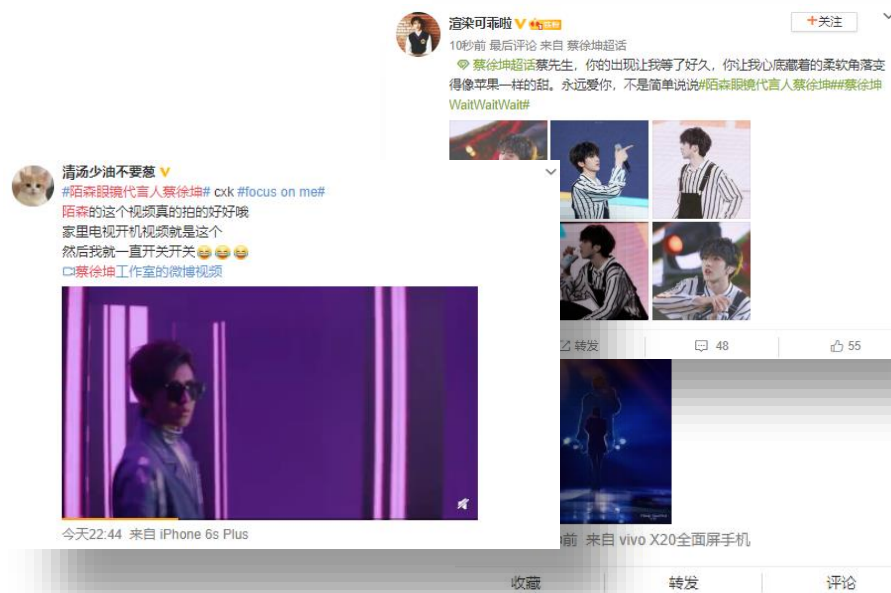 渲染可乖啦
+关注
10秒前 最后评论 来自 蔡徐坤超话
蔡徐坤超话蔡先生，你的出现让我等了好久，你让我心底藏着的柔软角落变
得像苹果一样的甜。永远爱你，不是简单说说#陌森眼镜代言人蔡徐坤##蔡徐坤
WaitWaitWait#
清汤少油不要葱
#陌森眼镜代言人蔡徐坤# cxk #focus on me#
陌森的这个视频真的拍的好好哦
家里电视开机视频就是这个
然后我就一直开关开关😂😂😂
蔡徐坤工作室的微博视频
转发 48 55
今天22:44 来自 iPhone 6s Plus
前 来自 vivo X20全面屏手机
收藏 转发 评论